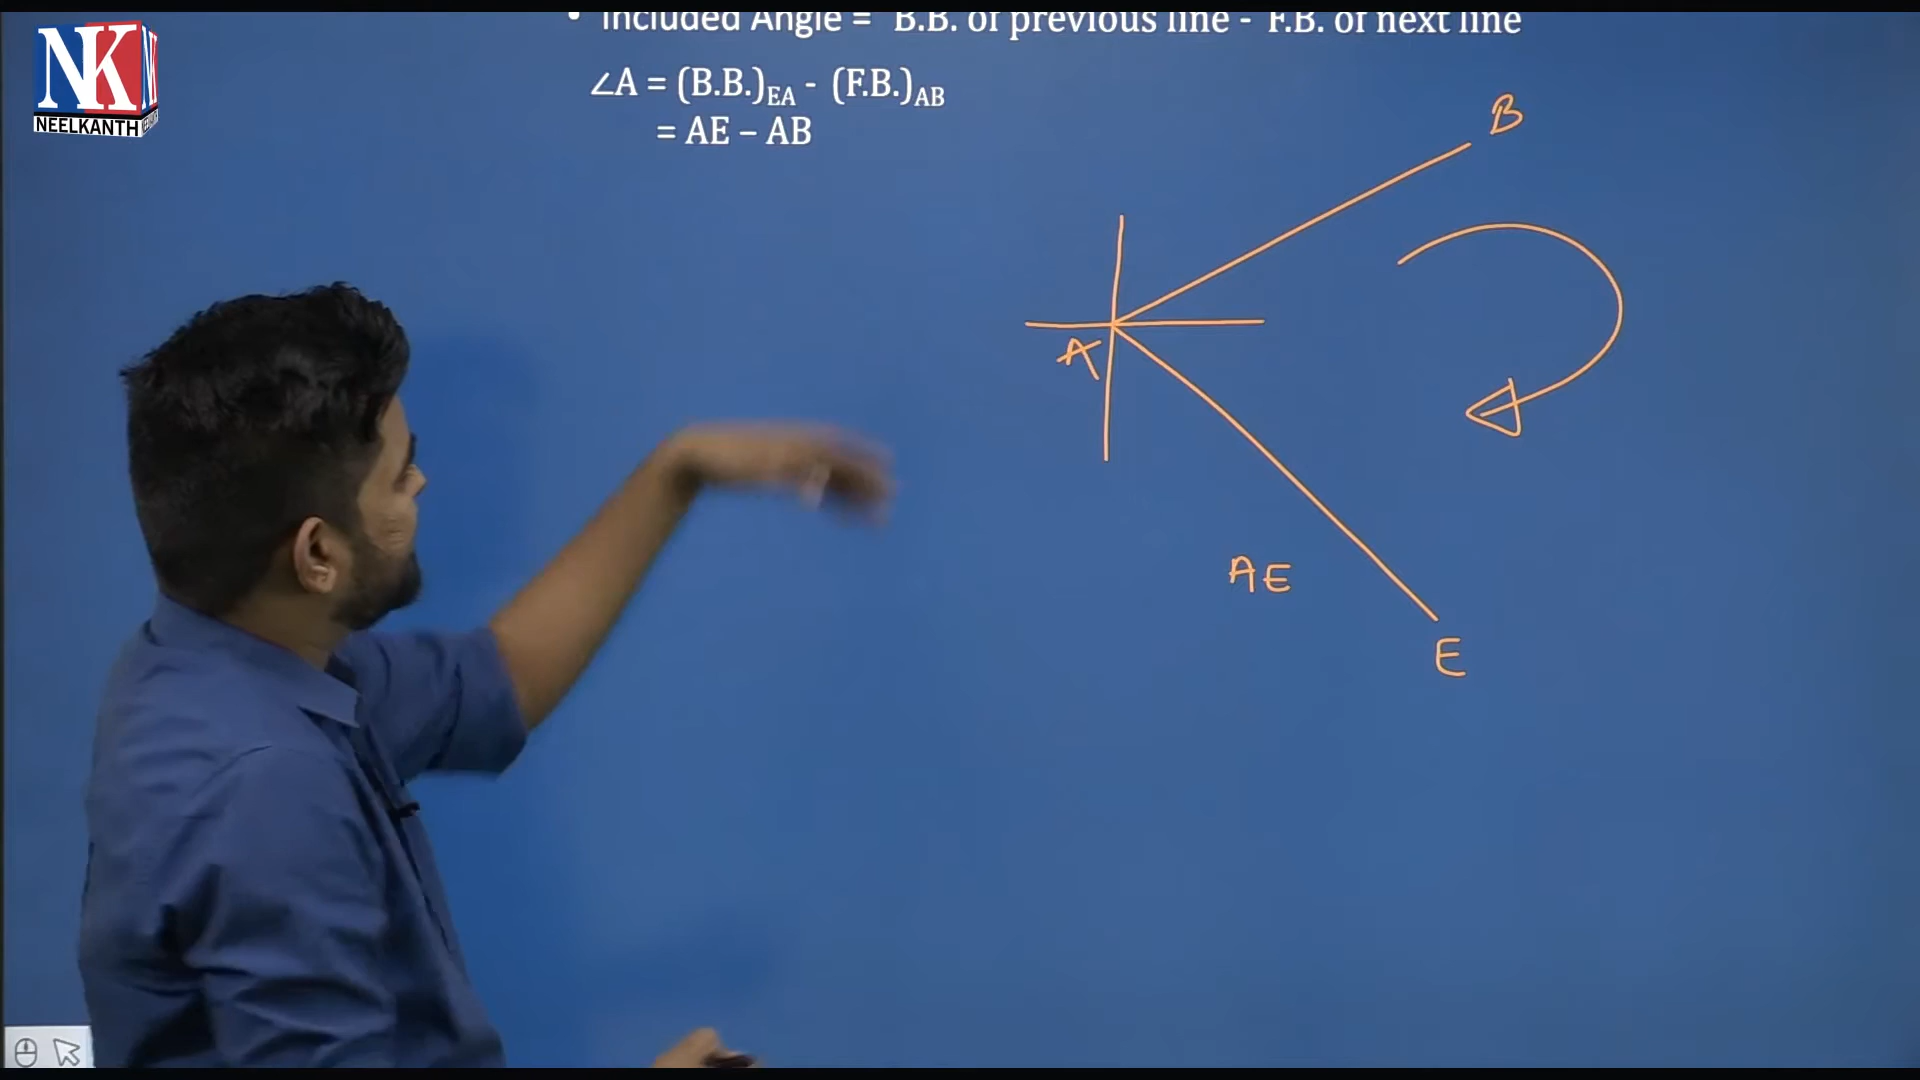 NK
NEELKANTH
• Included Angle = B.B. of previous line - F.B. of next line
∠A = (B.B.)EA - (F.B.)AB
= AE – AB
B
A
AE
E